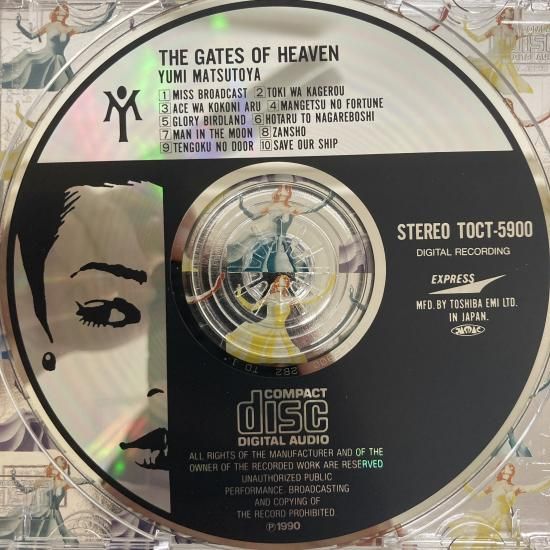 THE GATES OF HEAVEN
YUMI MATSUTOYA
1 MISS BROADCAST 2 TOKI WA KAGEROU
3 ACE WA KOKONI ARU 4 MANGETSU NO FORTUNE
5 GLORY BIRDLAND 6 HOTARU TO NAGAREBOSHI
7 MAN IN THE MOON 8 ZANSHO
9 TENGOKU NO DOOR 10 SAVE OUR SHIP
STEREO TOCT-5900
DIGITAL RECORDING
EXPRESS
MFD. BY TOSHIBA EMI LTD.
IN JAPAN.
JASRAC
COMPACT
disc
DIGITAL AUDIO
ALL RIGHTS OF THE MANUFACTURER AND OF THE
OWNER OF THE RECORDED WORK ARE RESERVED
UNAUTHORIZED PUBLIC
PERFORMANCE. BROADCASTING
AND COPYING OF
THE RECORD PROHIBITED.
Ⓟ1990